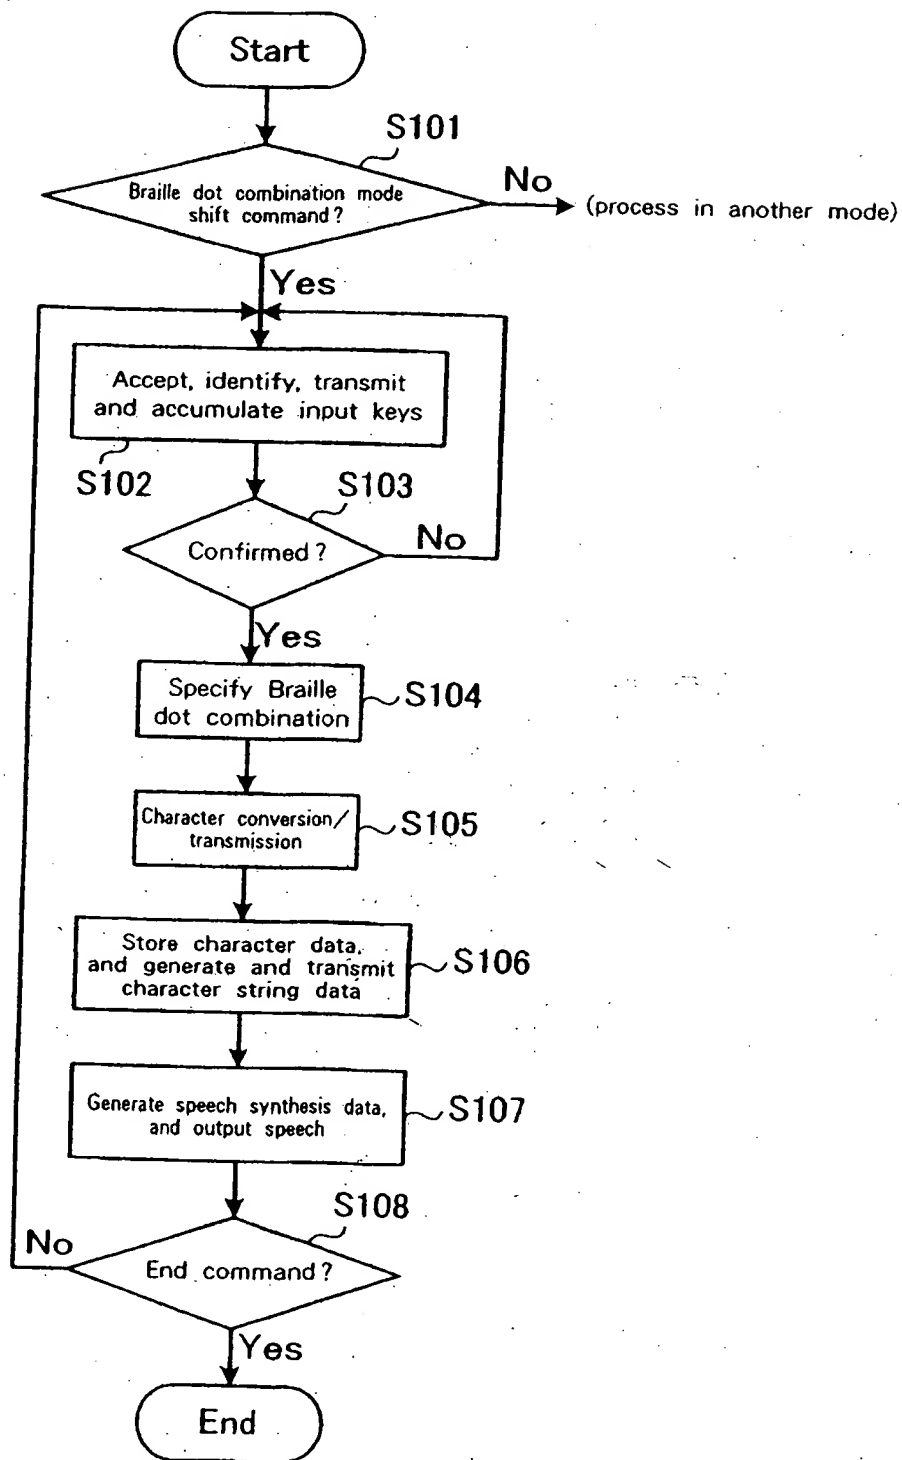 Start
S101
Braille dot combination mode
shift command?
No
(process in another mode)
Yes
Accept, identify, transmit
and accumulate input keys
S102
S103
Confirmed?
No
Yes
Specify Braille
dot combination
S104
Character conversion/
transmission
S105
Store character data,
and generate and transmit
character string data
S106
Generate speech synthesis data,
and output speech
S107
S108
No
End command?
Yes
End